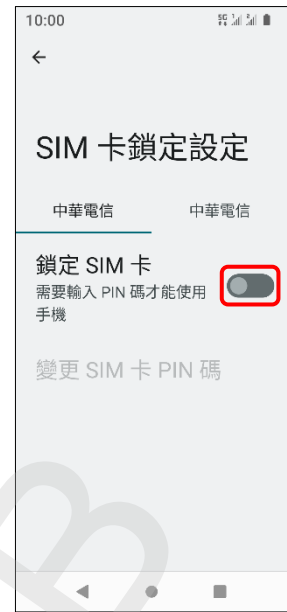 10:00 5G
SIM 卡鎖定設定
中華電信 中華電信
鎖定 SIM 卡
需要輸入 PIN 碼才能使用
手機
變更 SIM 卡 PIN 碼